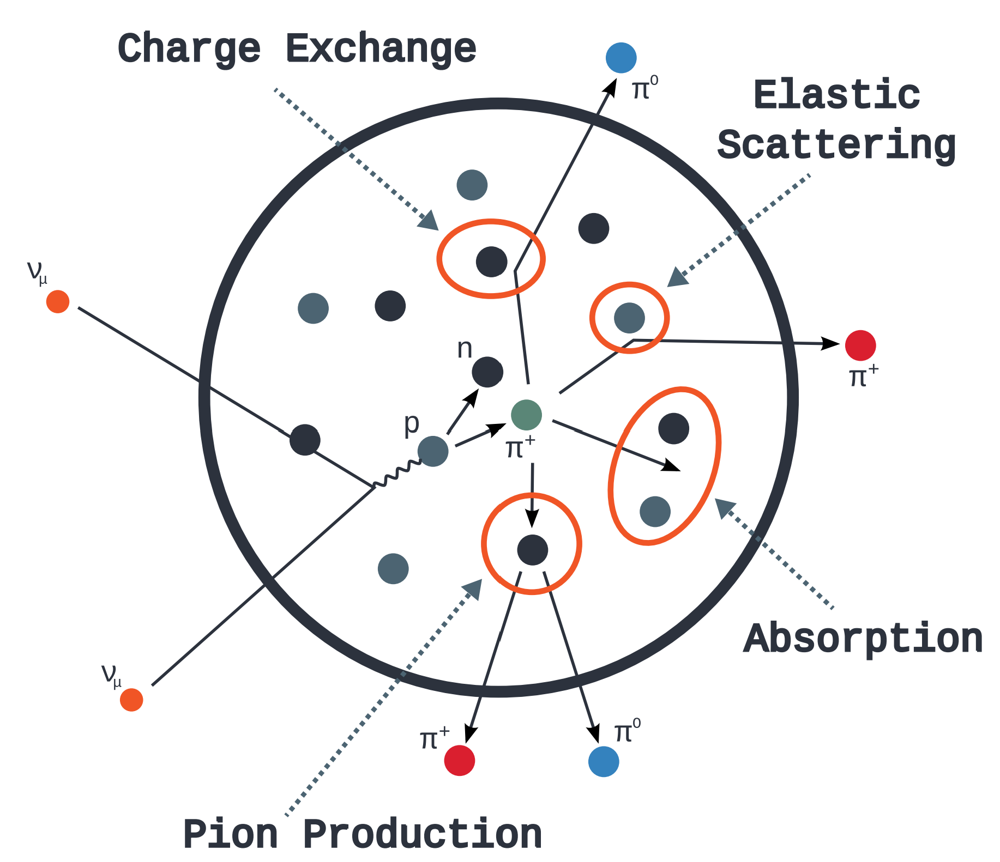 Charge Exchange
π⁰
Elastic
Scattering
νμ
n
π⁺
p
π⁺
Absorption
νμ
π⁺
π⁰
Pion Production